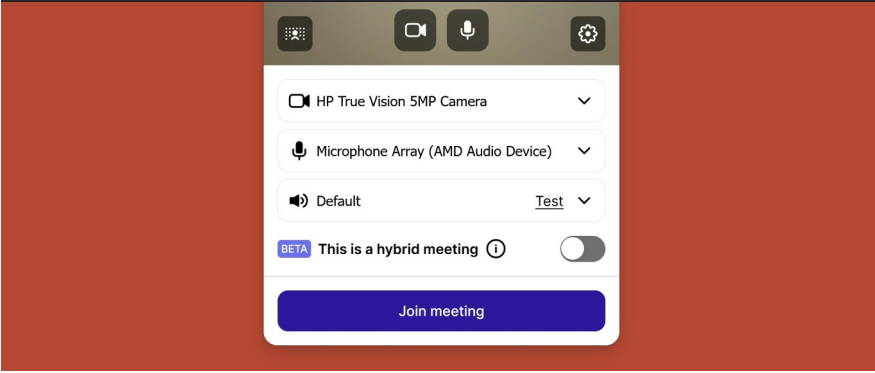 HP True Vision 5MP Camera
Microphone Array (AMD Audio Device)
Default Test
BETA This is a hybrid meeting
Join meeting